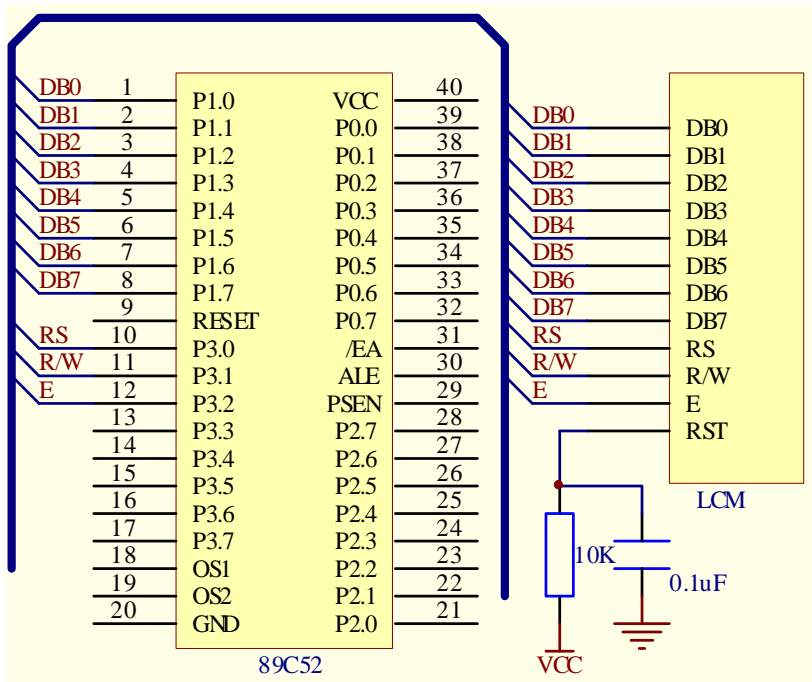 DB0 1 P1.0 VCC 40
DB1 2 P1.1 P0.0 39 DB0 DB0
DB2 3 P1.2 P0.1 38 DB1 DB1
DB3 4 P1.3 P0.2 37 DB2 DB2
DB4 5 P1.4 P0.3 36 DB3 DB3
DB5 6 P1.5 P0.4 35 DB4 DB4
DB6 7 P1.6 P0.5 34 DB5 DB5
DB7 8 P1.7 P0.6 33 DB6 DB6
9 RESET P0.7 32 DB7 DB7
RS 10 P3.0 /EA 31 RS RS
R/W 11 P3.1 ALE 30 R/W R/W
E 12 P3.2 PSEN 29 E E
13 P3.3 P2.7 28 RST
14 P3.4 P2.6 27
15 P3.5 P2.5 26
16 P3.6 P2.4 25 LCM
17 P3.7 P2.3 24
18 OS1 P2.2 23 10K
19 OS2 P2.1 22 0.1uF
20 GND P2.0 21
89C52 VCC